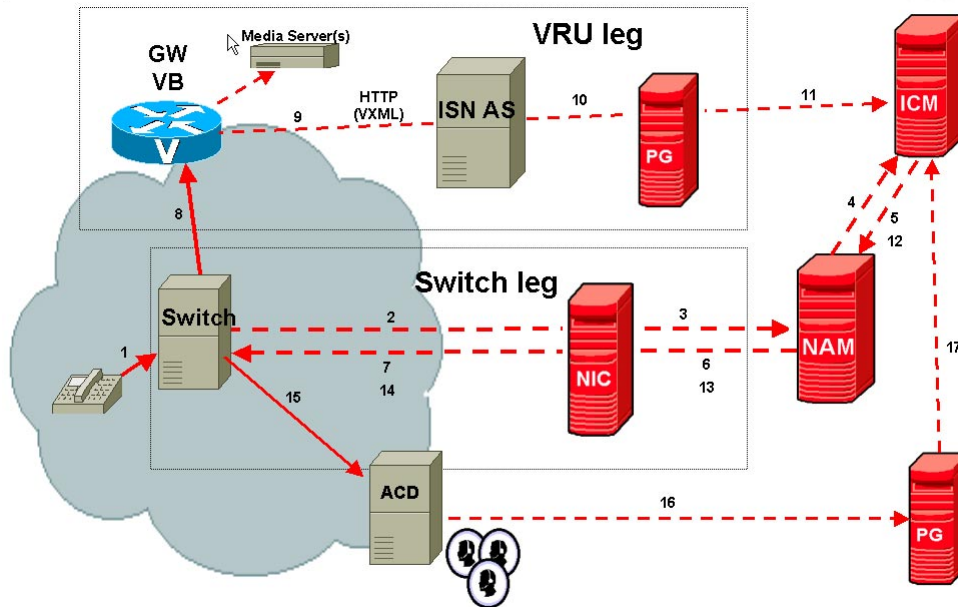 Media Server(s)
VRU leg
GW
VB
HTTP
(VXML)
9
ISN AS
10
PG
11
ICM
V
8
4
5
12
Switch leg
Switch
2
3
NAM
1
7
14
NIC
6
13
17
15
ACD
16
PG